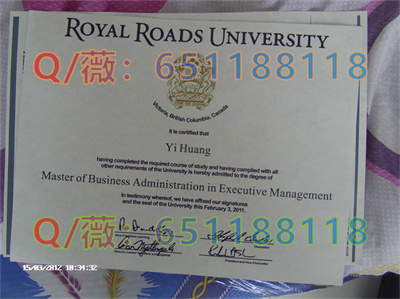 ROYAL ROADS UNIVERSITY
Q/薇：651188118
Victoria, British Columbia, Canada
It is certified that
Yi Huang
having completed the required course of study and having complied with all
other requirements of the University is hereby admitted to the degree of
Master of Business Administration in Executive Management
In testimony whereof, we have affixed our signatures
and the seal of the University this February 3, 2011.
Q/薇：651188118
15/03/2012 10:34:32